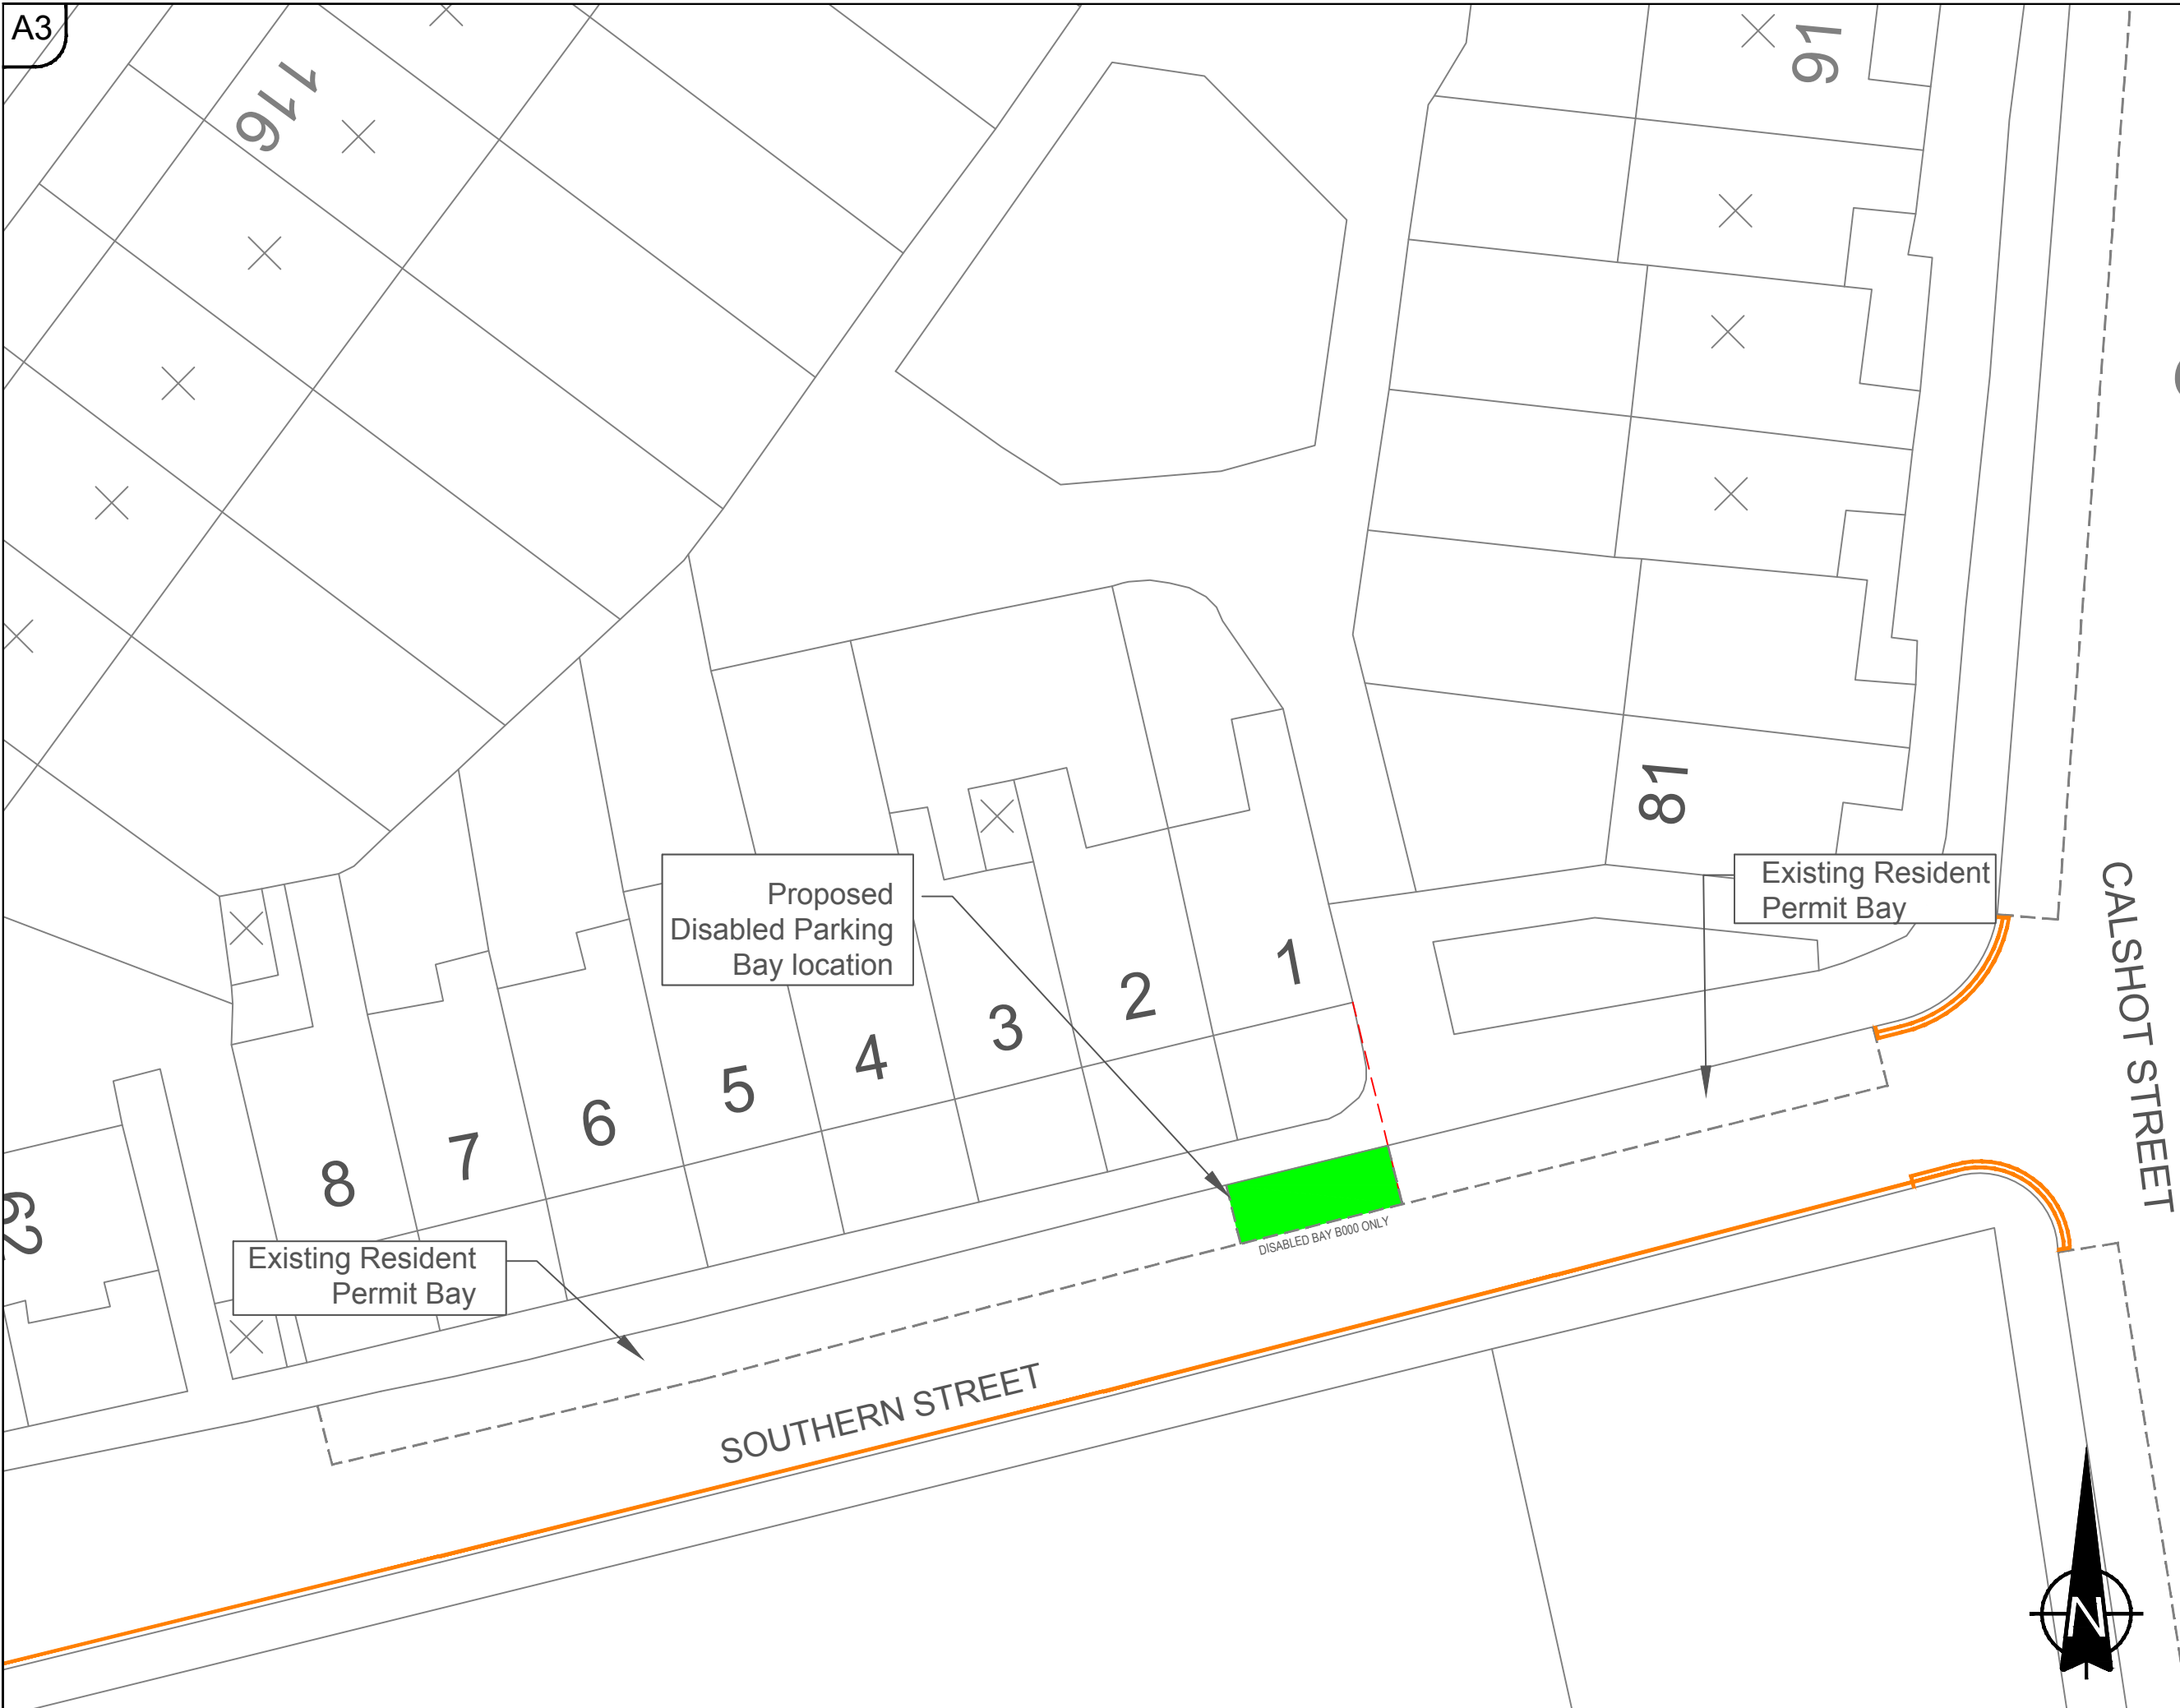 A3
116
91
81
Proposed
Disabled Parking
Bay location
Existing Resident
Permit Bay
CALSHOT STREET
1
2
3
4
5
6
7
8
62
DISABLED BAY B000 ONLY
Existing Resident
Permit Bay
SOUTHERN STREET
N